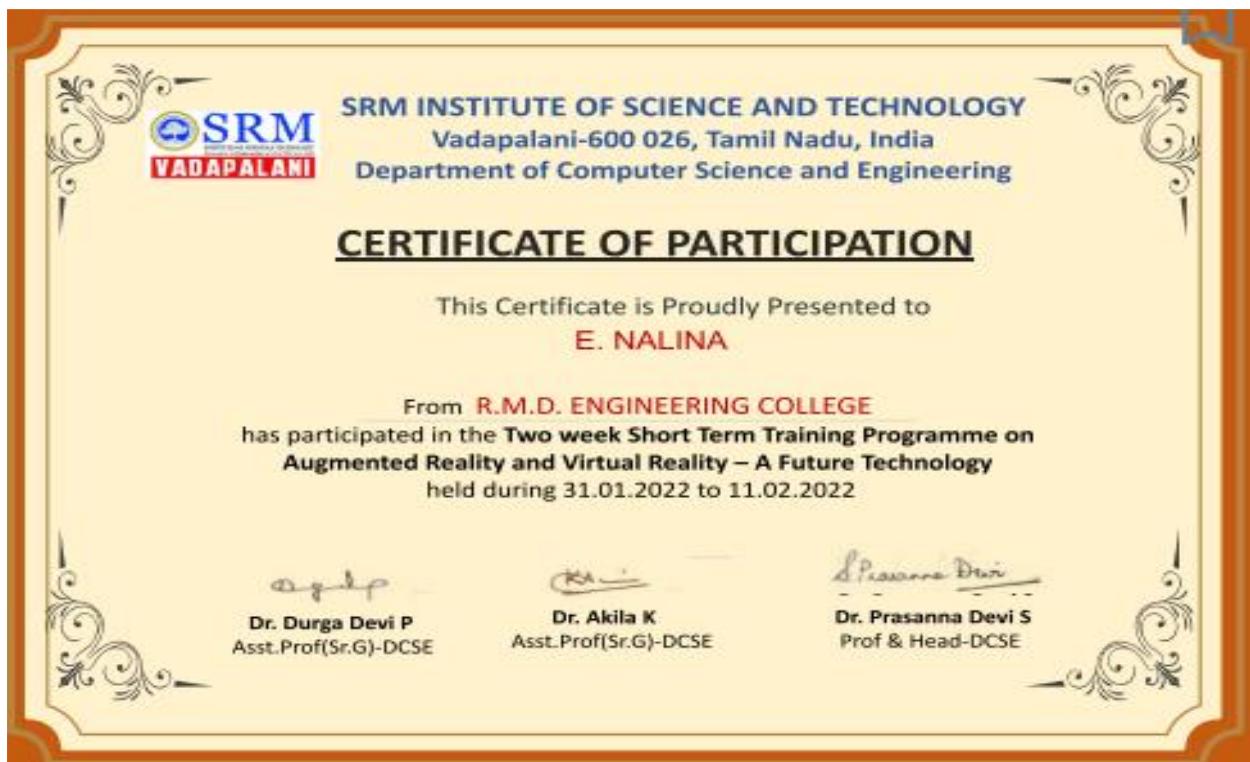 SRM
VADAPALANI
SRM INSTITUTE OF SCIENCE AND TECHNOLOGY
Vadapalani-600 026, Tamil Nadu, India
Department of Computer Science and Engineering
CERTIFICATE OF PARTICIPATION
This Certificate is Proudly Presented to
E. NALINA
From R.M.D. ENGINEERING COLLEGE
has participated in the Two week Short Term Training Programme on
Augmented Reality and Virtual Reality – A Future Technology
held during 31.01.2022 to 11.02.2022
S Prasanna Devi
Dr. Durga Devi P
Asst.Prof(Sr.G)-DCSE
Dr. Akila K
Asst.Prof(Sr.G)-DCSE
Dr. Prasanna Devi S
Prof & Head-DCSE